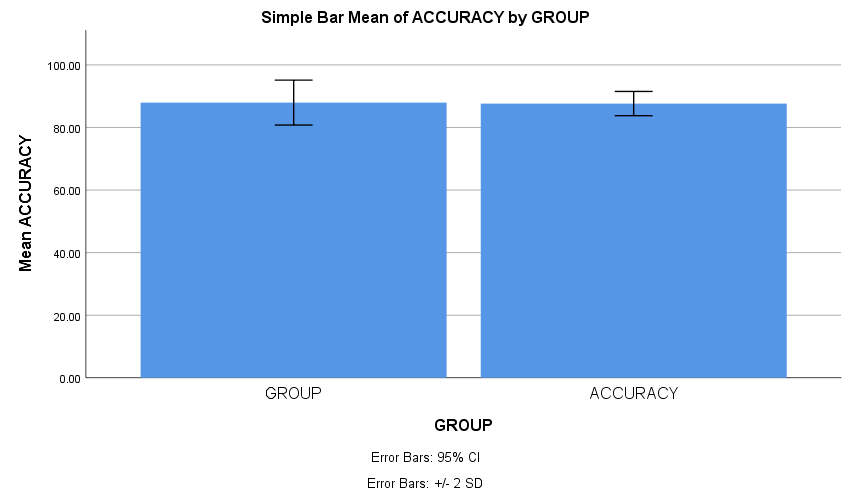 Simple Bar Mean of ACCURACY by GROUP
Mean ACCURACY
100.00
80.00
60.00
40.00
20.00
0.00
GROUP ACCURACY
GROUP
Error Bars: 95% CI
Error Bars: +/- 2 SD